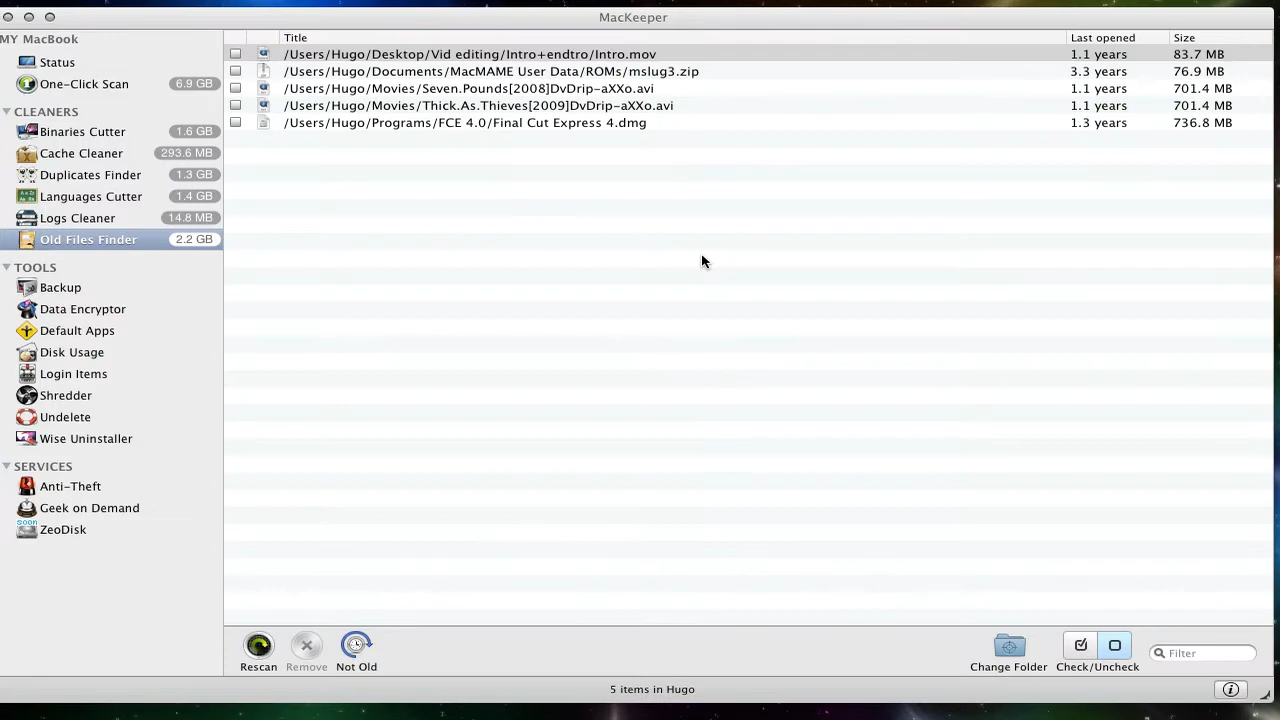 MacKeeper
MY MacBook
Status
One-Click Scan 6.9 GB
CLEANERS
Binaries Cutter 1.6 GB
Cache Cleaner 293.6 MB
Duplicates Finder 1.3 GB
Languages Cutter 1.4 GB
Logs Cleaner 14.8 MB
Old Files Finder 2.2 GB
TOOLS
Backup
Data Encryptor
Default Apps
Disk Usage
Login Items
Shredder
Undelete
Wise Uninstaller
SERVICES
Anti-Theft
Geek on Demand
SOON
ZeoDisk
Title Last opened Size
/Users/Hugo/Desktop/Vid editing/Intro+endtro/Intro.mov 1.1 years 83.7 MB
/Users/Hugo/Documents/MacMAME User Data/ROMs/mslug3.zip 3.3 years 76.9 MB
/Users/Hugo/Movies/Seven.Pounds[2008]DvDrip-aXXo.avi 1.1 years 701.4 MB
/Users/Hugo/Movies/Thick.As.Thieves[2009]DvDrip-aXXo.avi 1.1 years 701.4 MB
/Users/Hugo/Programs/FCE 4.0/Final Cut Express 4.dmg 1.3 years 736.8 MB
Rescan Remove Not Old Change Folder Check/Uncheck Filter
5 items in Hugo